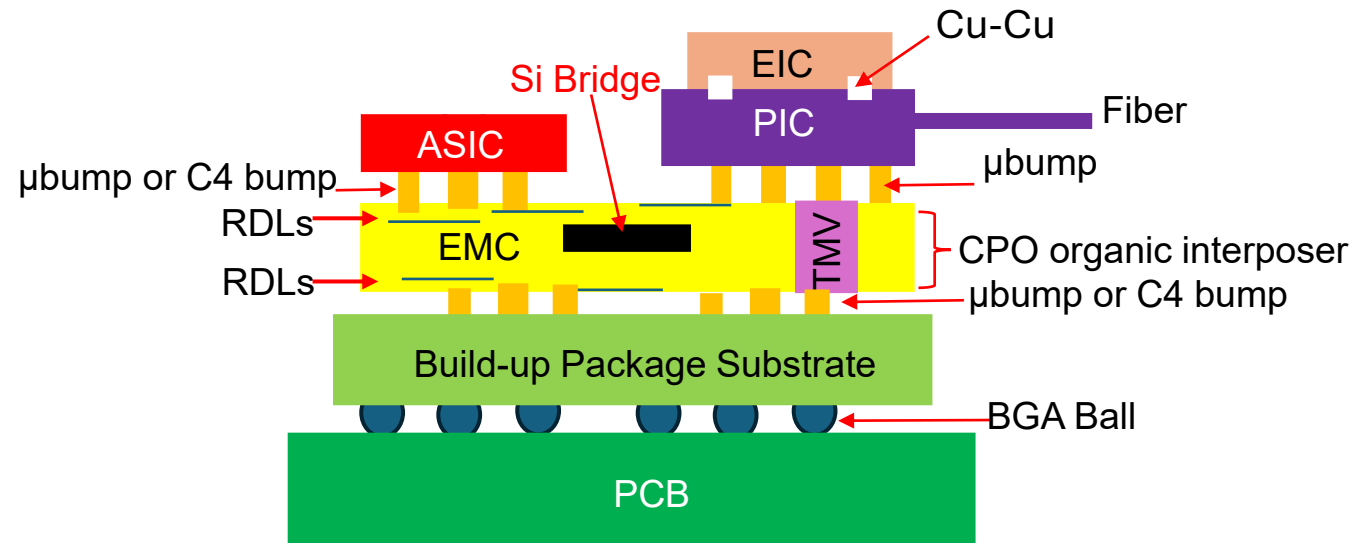 Cu-Cu
EIC
Si Bridge
Fiber
PIC
ASIC
μbump
μbump or C4 bump
RDLs
EMC
TMV
CPO organic interposer
RDLs
μbump or C4 bump
Build-up Package Substrate
BGA Ball
PCB